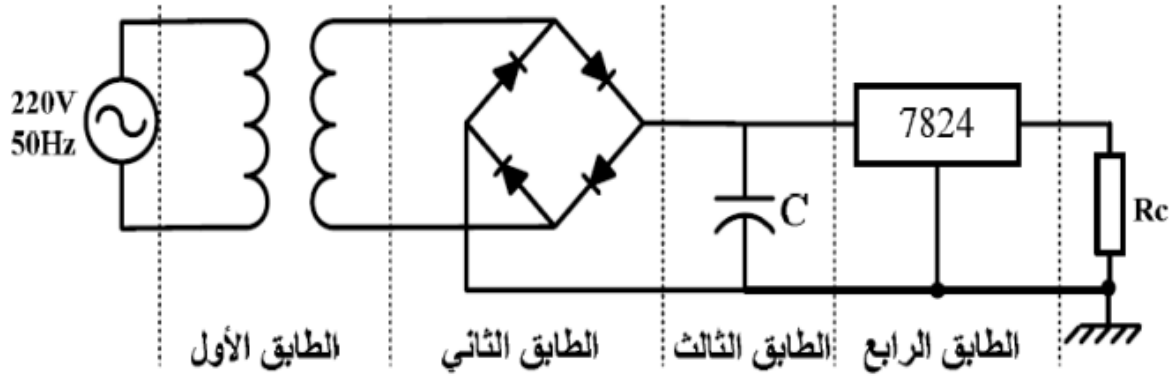 220V
50Hz
7824
C
Rc
الطابق الأول
الطابق الثاني
الطابق الثالث
الطابق الرابع